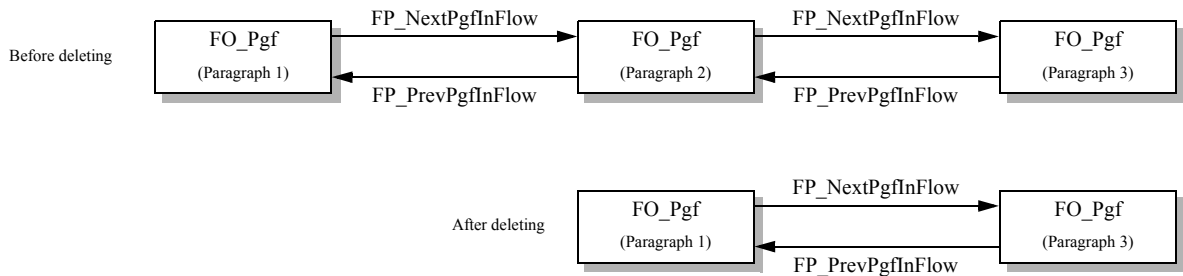 FP_NextPgfInFlow FP_NextPgfInFlow
FO_Pgf FO_Pgf FO_Pgf
Before deleting (Paragraph 1) (Paragraph 2) (Paragraph 3)
FP_PrevPgfInFlow FP_PrevPgfInFlow
FP_NextPgfInFlow
FO_Pgf FO_Pgf
After deleting (Paragraph 1) (Paragraph 3)
FP_PrevPgfInFlow